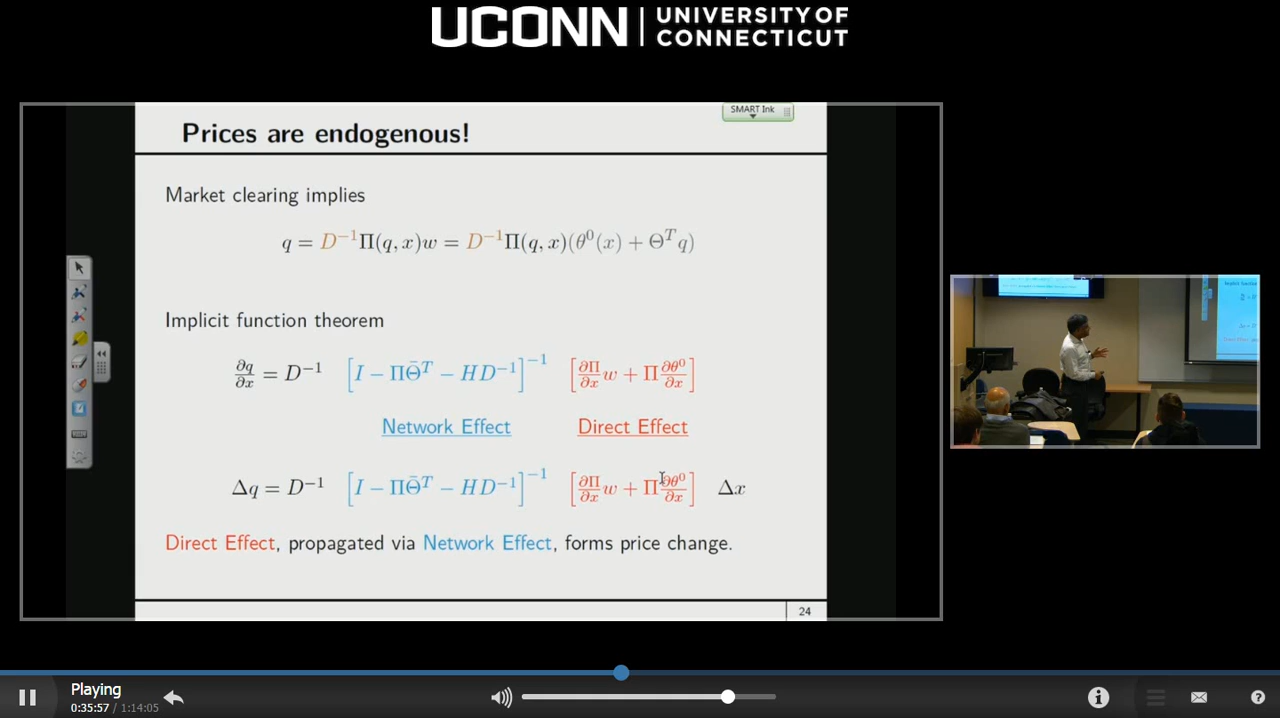 UCONN | UNIVERSITY OF
CONNECTICUT
SMART Ink
Prices are endogenous!
Market clearing implies
q = D⁻¹Π(q, x)w = D⁻¹Π(q, x)(θ⁰(x) + Θᵀq)
Implicit function theorem
∂q/∂x = D⁻¹ [I − ΠΘ̄ᵀ − HD⁻¹]⁻¹ [∂Π/∂x w + Π ∂θ⁰/∂x]
Network Effect Direct Effect
Δq = D⁻¹ [I − ΠΘ̄ᵀ − HD⁻¹]⁻¹ [∂Π/∂x w + Π ∂θ⁰/∂x] Δx
Direct Effect, propagated via Network Effect, forms price change.
24
Playing
0:35:57 / 1:14:05